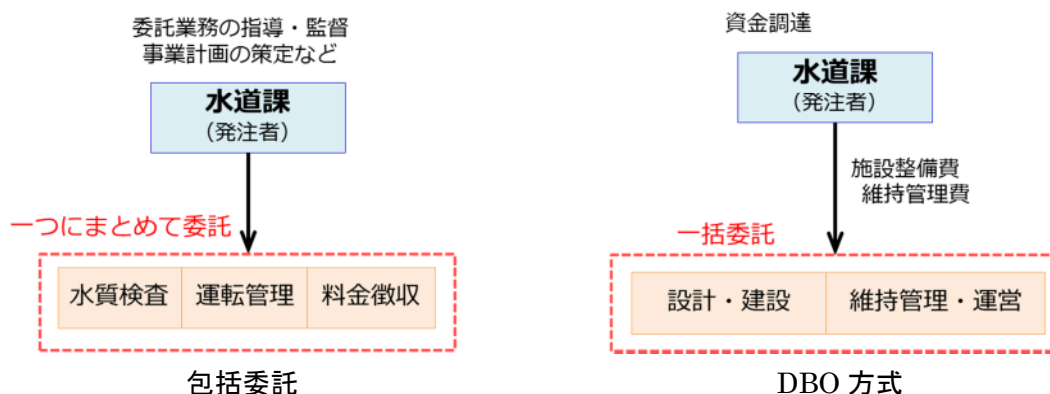 委託業務の指導・監督
事業計画の策定など
水道課
(発注者)
一つにまとめて委託
水質検査
運転管理
料金徴収
包括委託
資金調達
水道課
(発注者)
施設整備費
維持管理費
一括委託
設計・建設
維持管理・運営
DBO 方式